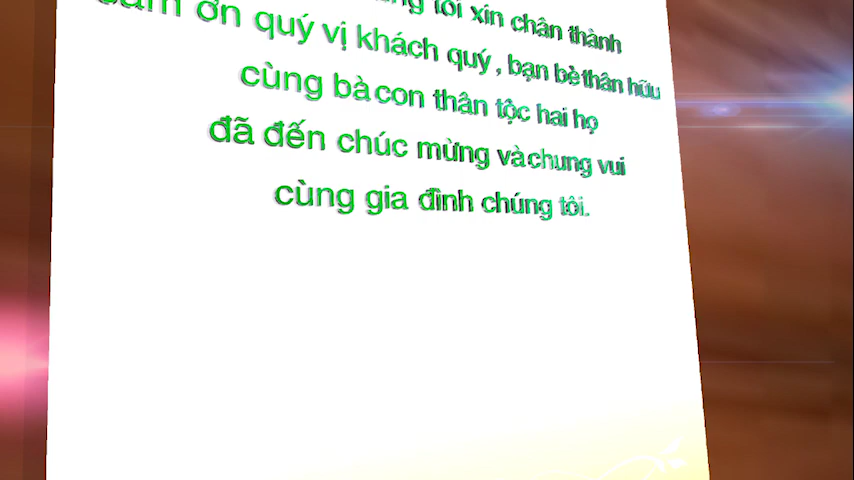 tôi xin chân thành
ơn quý vị khách quý, bạn bè thân hữu
cùng bà con thân tộc hai họ
đã đến chúc mừng và chung vui
cùng gia đình chúng tôi.